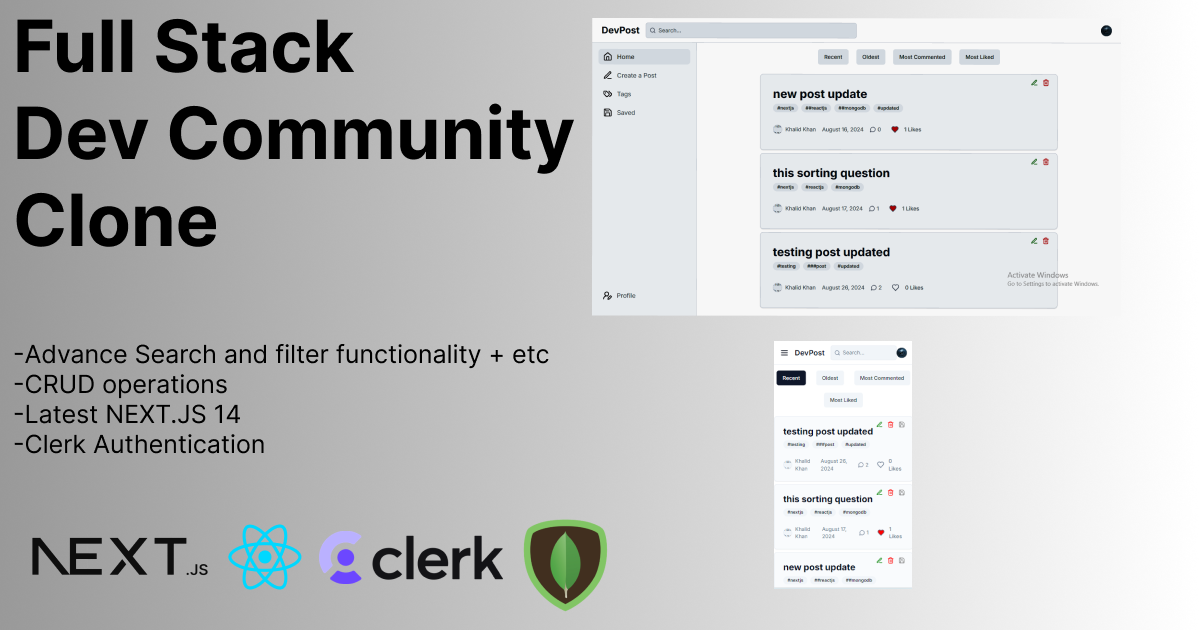 Full Stack
Dev Community
Clone
-Advance Search and filter functionality + etc
-CRUD operations
-Latest NEXT.JS 14
-Clerk Authentication
NEXT.JS
clerk
DevPost Search...
Home
Create a Post
Tags
Saved
Profile
Recent Oldest Most Commented Most Liked
new post update
#nextjs ##reactjs ##mongodb #updated
Khalid Khan August 16, 2024 0 1 Likes
this sorting question
#nextjs #reactjs #mongodb
Khalid Khan August 17, 2024 1 1 Likes
testing post updated
#testing ###post #updated
Khalid Khan August 26, 2024 2 0 Likes
Activate Windows
Go to Settings to activate Windows.
DevPost Search...
Recent Oldest Most Commented
Most Liked
testing post updated
#testing ###post #updated
Khalid August 26, 2 0
Khan 2024 Likes
this sorting question
#nextjs #reactjs #mongodb
Khalid August 17, 1 1
Khan 2024 Likes
new post update
#nextjs ##reactjs ##mongodb